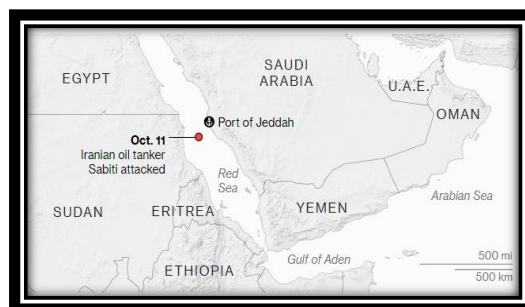 EGYPT
SAUDI
ARABIA
U.A.E.
OMAN
Port of Jeddah
Oct. 11
Iranian oil tanker
Sabiti attacked
Red
Sea
Arabian Sea
SUDAN
ERITREA
YEMEN
Gulf of Aden
ETHIOPIA
500 mi
500 km